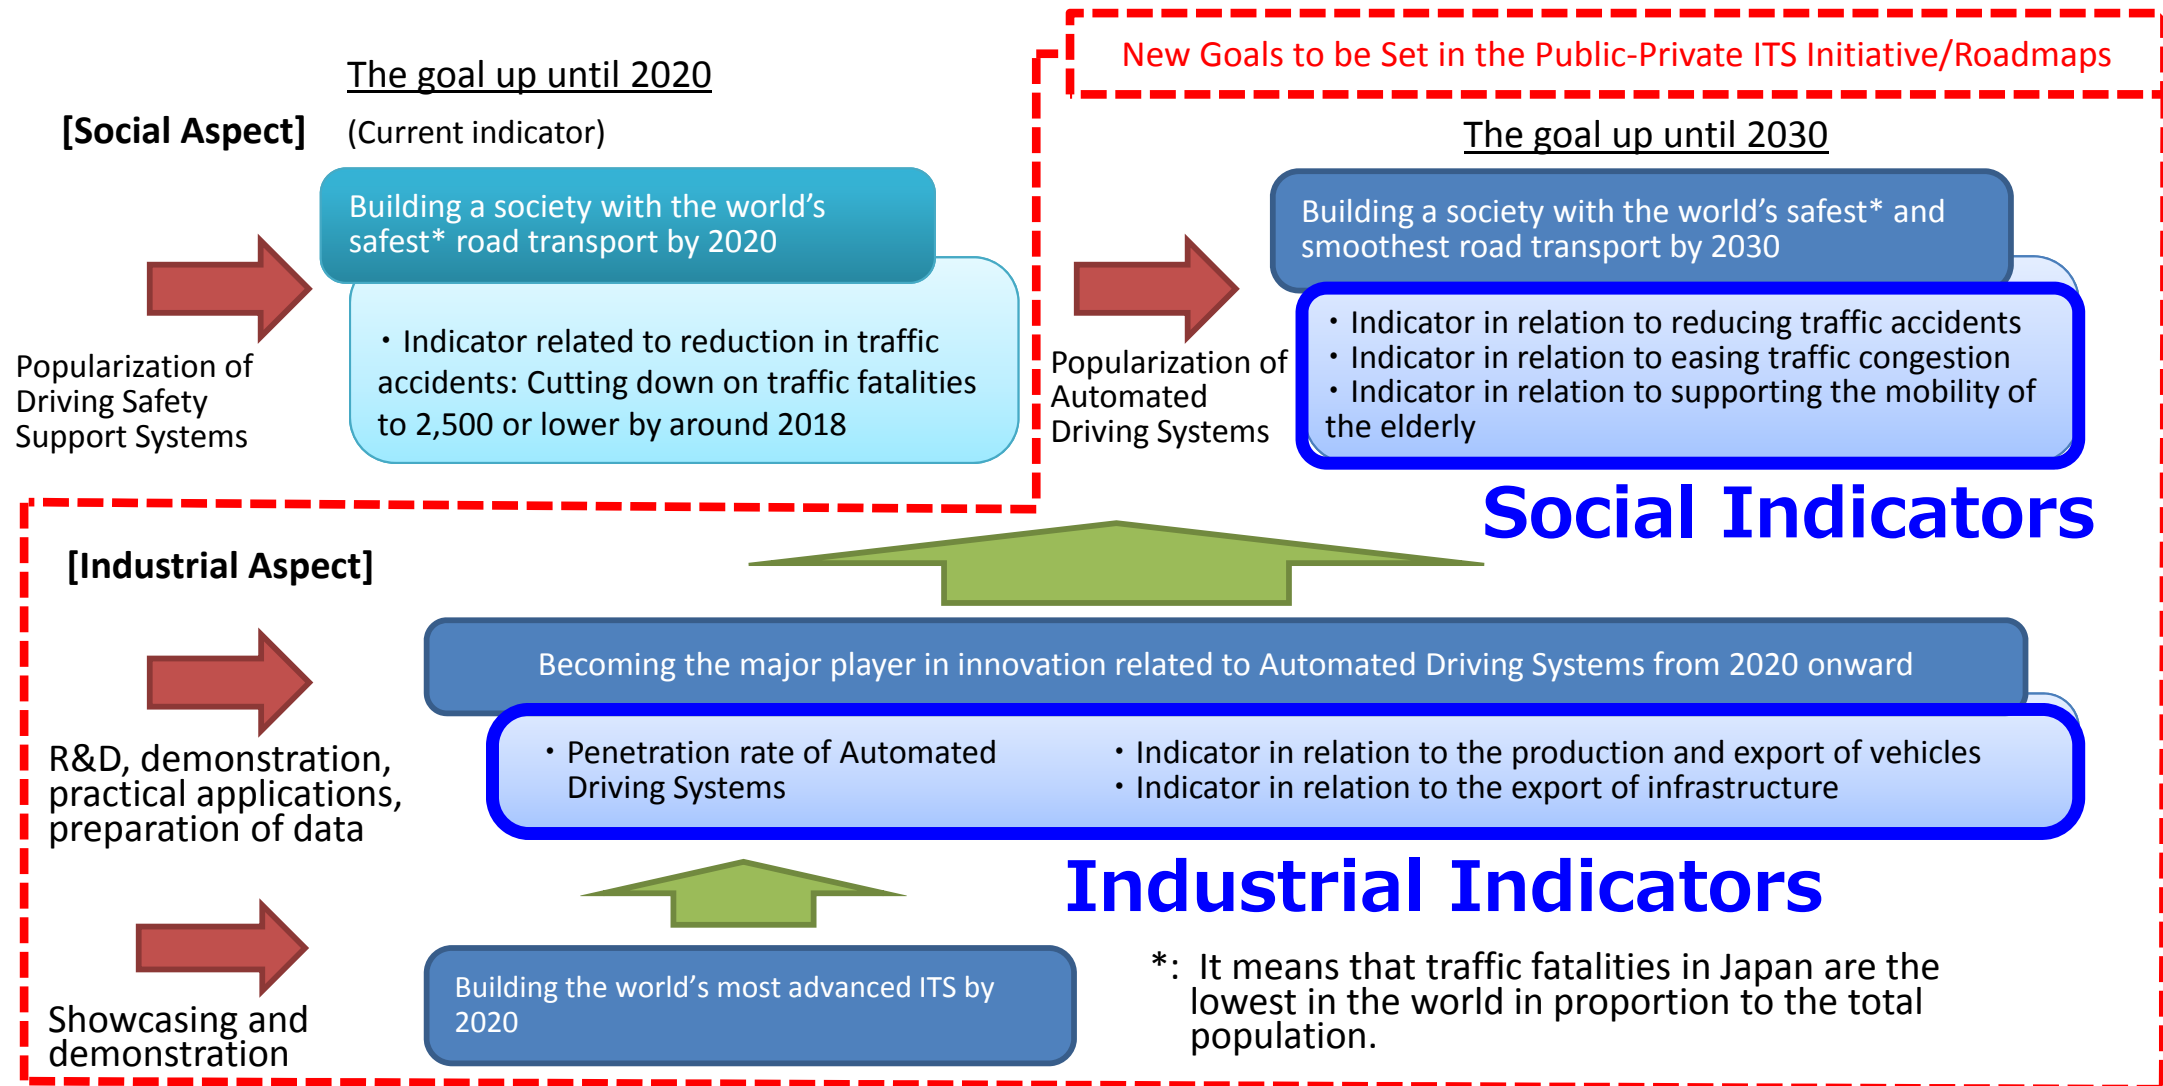 New Goals to be Set in the Public-Private ITS Initiative/Roadmaps
The goal up until 2020
[Social Aspect]
(Current indicator)
The goal up until 2030
Building a society with the world’s
safest* road transport by 2020
Building a society with the world’s safest* and
smoothest road transport by 2030
Popularization of
Driving Safety
Support Systems
・Indicator related to reduction in traffic
accidents: Cutting down on traffic fatalities
to 2,500 or lower by around 2018
Popularization of
Automated
Driving Systems
・Indicator in relation to reducing traffic accidents
・Indicator in relation to easing traffic congestion
・Indicator in relation to supporting the mobility of
the elderly
Social Indicators
[Industrial Aspect]
Becoming the major player in innovation related to Automated Driving Systems from 2020 onward
R&D, demonstration,
practical applications,
preparation of data
・Penetration rate of Automated
Driving Systems
・Indicator in relation to the production and export of vehicles
・Indicator in relation to the export of infrastructure
Industrial Indicators
Showcasing and
demonstration
Building the world’s most advanced ITS by
2020
*: It means that traffic fatalities in Japan are the
lowest in the world in proportion to the total
population.